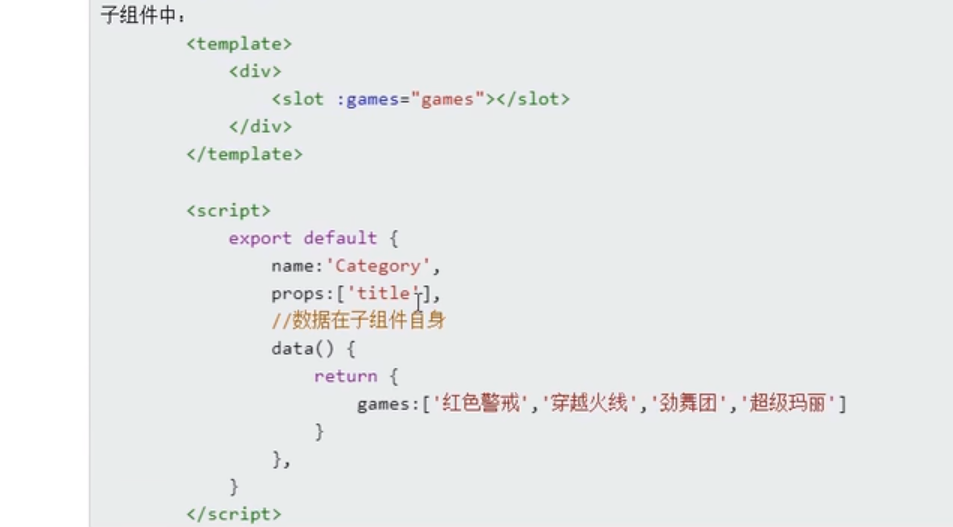 子组件中：
<template>
<div>
<slot :games="games"></slot>
</div>
</template>
<script>
export default {
name:'Category',
props:['title'],
//数据在子组件自身
data() {
return {
games:['红色警戒','穿越火线','劲舞团','超级玛丽']
}
},
}
</script>